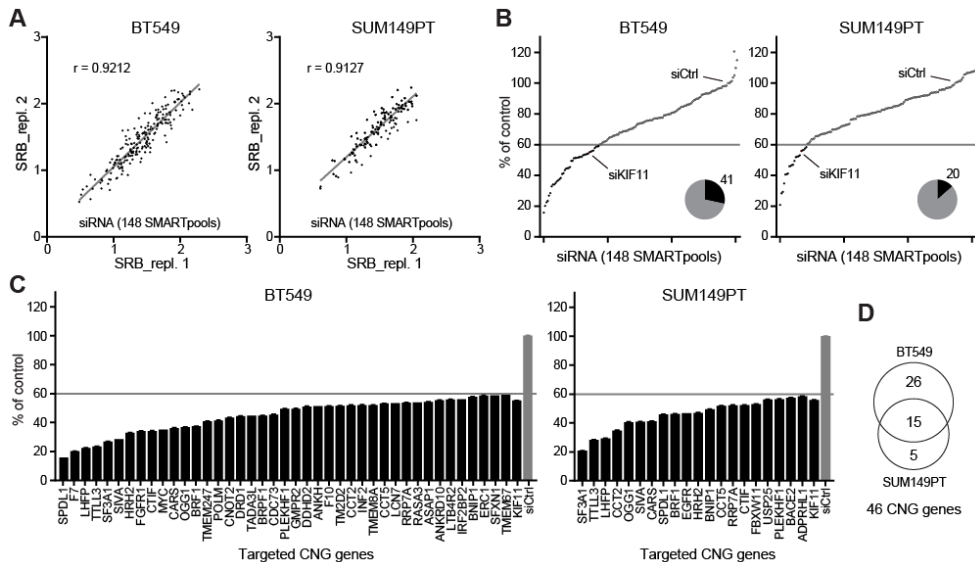 A
BT549
SUM149PT
3
2
1
0
SRB_repl. 2
r = 0.9212
siRNA (148 SMARTpools)
0
1
2
3
SRB_repl. 1
3
2
1
0
SRB_repl. 2
r = 0.9127
siRNA (148 SMARTpools)
0
1
2
3
SRB_repl. 1
B
BT549
SUM149PT
% of control
120
100
80
60
40
20
0
siCtrl
siKIF11
41
siRNA (148 SMARTpools)
120
100
80
60
40
20
0
siCtrl
siKIF11
20
siRNA (148 SMARTpools)
C
BT549
% of control
120
100
80
60
40
20
0
SPDL1
F7
LHFP
TTLL3
SF3A1
SIVA
HRH2
FGFR1
CTIF
MYC
CARS
OGG1
BRF1
TMEM247
POLM
CNOT2
DRD1
TADA3L
CDC73
PLEKHF1
GMPR2
DDHD2
ANKH
F10
TM2D2
CCT2
INF2
TMEM8A
CCT5
LCN7
RRP7A
RASA3
ASAP1
ANKRD10
LTB4R2
IRF2BP2
BNIP1
ERC1
SFXN1
TMEM67
KIF11
siCtrl
Targeted CNG genes
SUM149PT
120
100
80
60
40
20
0
SF3A1
TTLL3
LHFP
CCT2
OGG1
SIVA
CARS
SPDL1
BRF1
EGFR
HRH2
BNIP1
CCT5
RRP7A
CTIF
FBXW11
USP25
PLEKHF1
BACE2
ADPRHL1
KIF11
siCtrl
Targeted CNG genes
D
BT549
26
15
5
SUM149PT
46 CNG genes